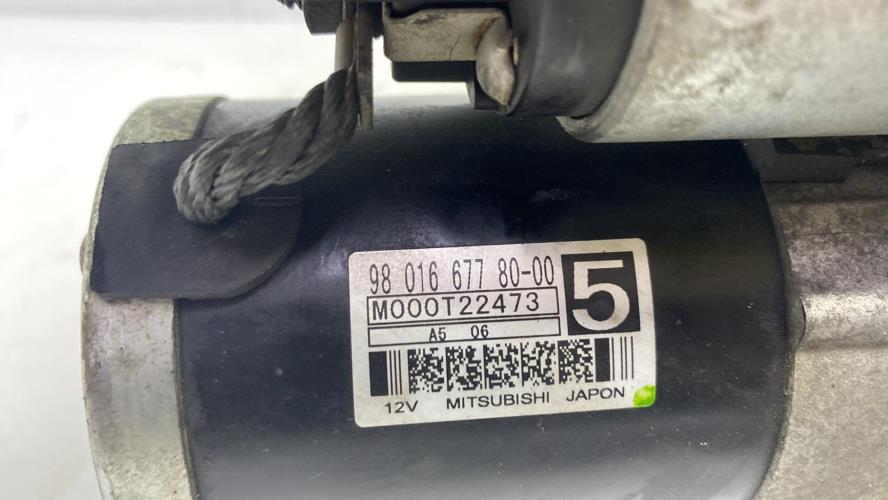 98 016 677 80-00
5
M000T22473
A5 06
12V MITSUBISHI JAPON